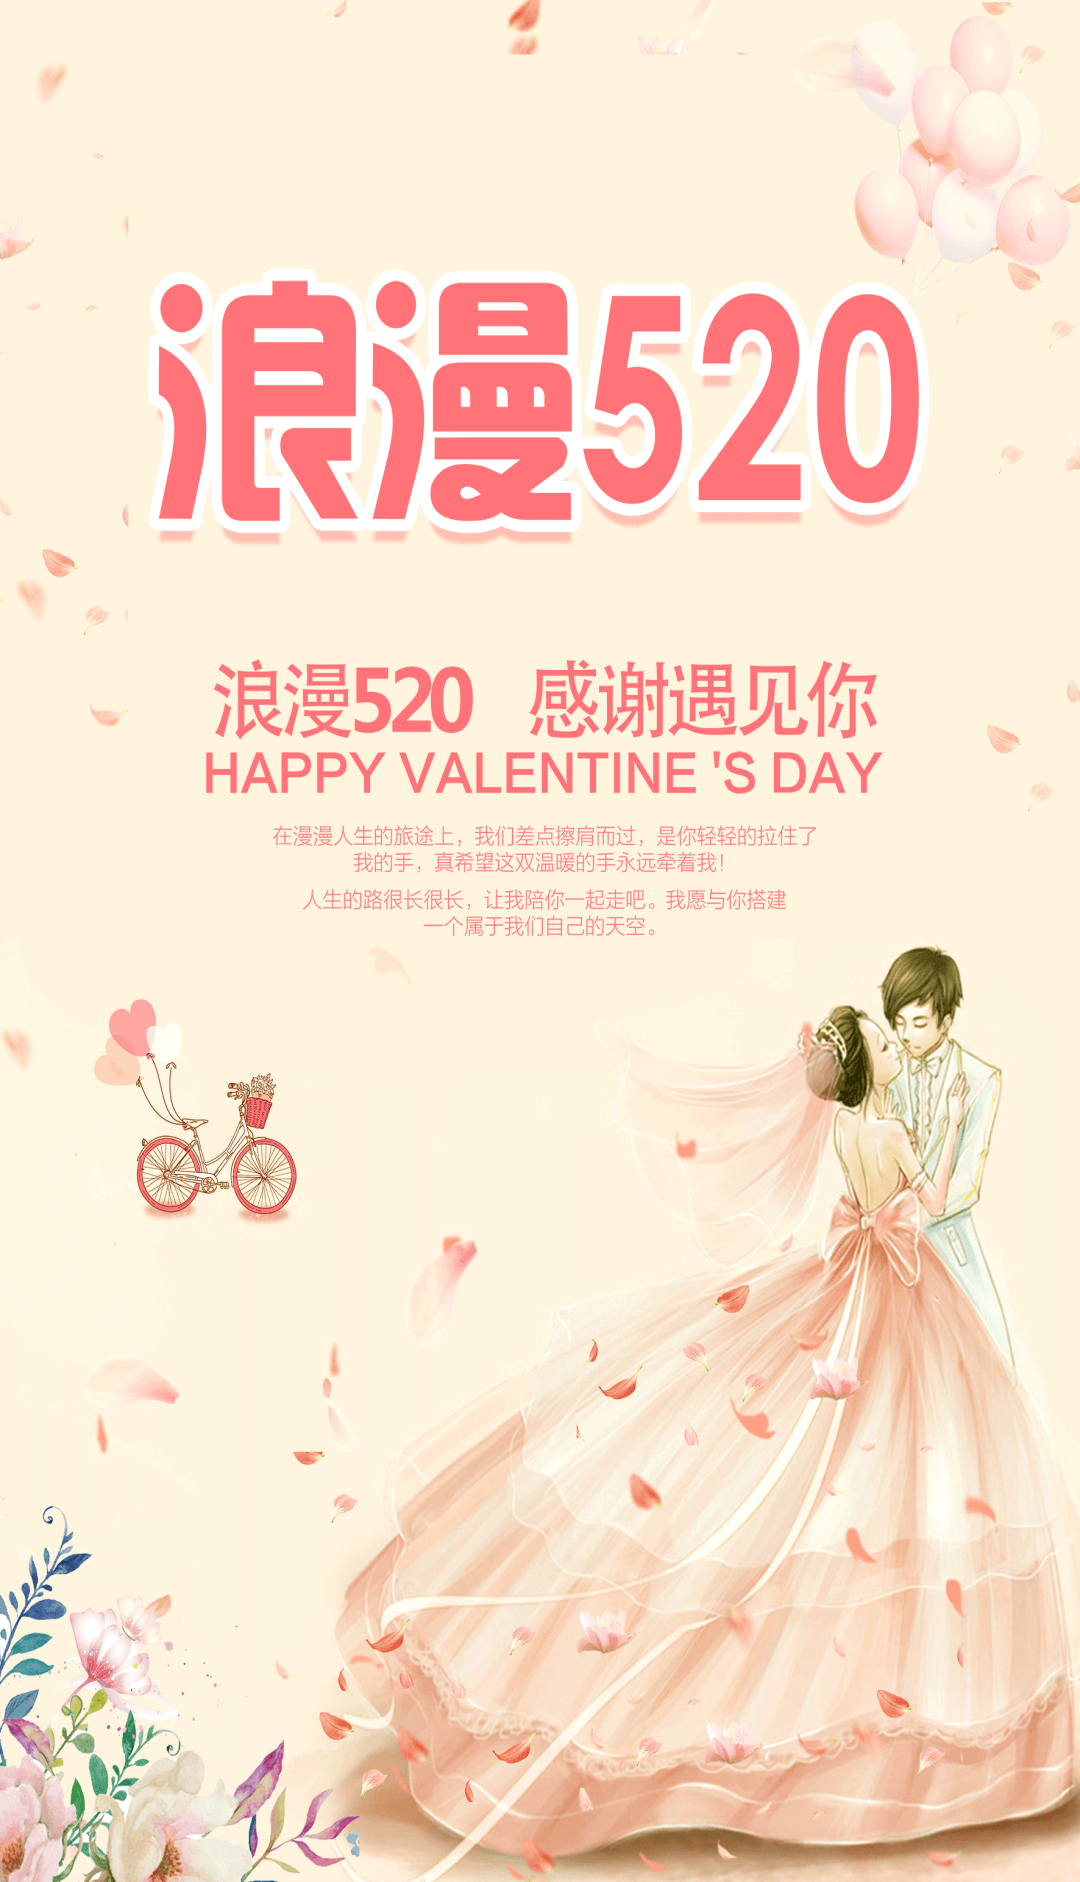 浪漫520
浪漫520 感谢遇见你
HAPPY VALENTINE 'S DAY
在漫漫人生的旅途上，我们差点擦肩而过，是你轻轻的拉住了
我的手，真希望这双温暖的手永远牵着我！
人生的路很长很长，让我陪你一起走吧。我愿与你搭建
一个属于我们自己的天空。